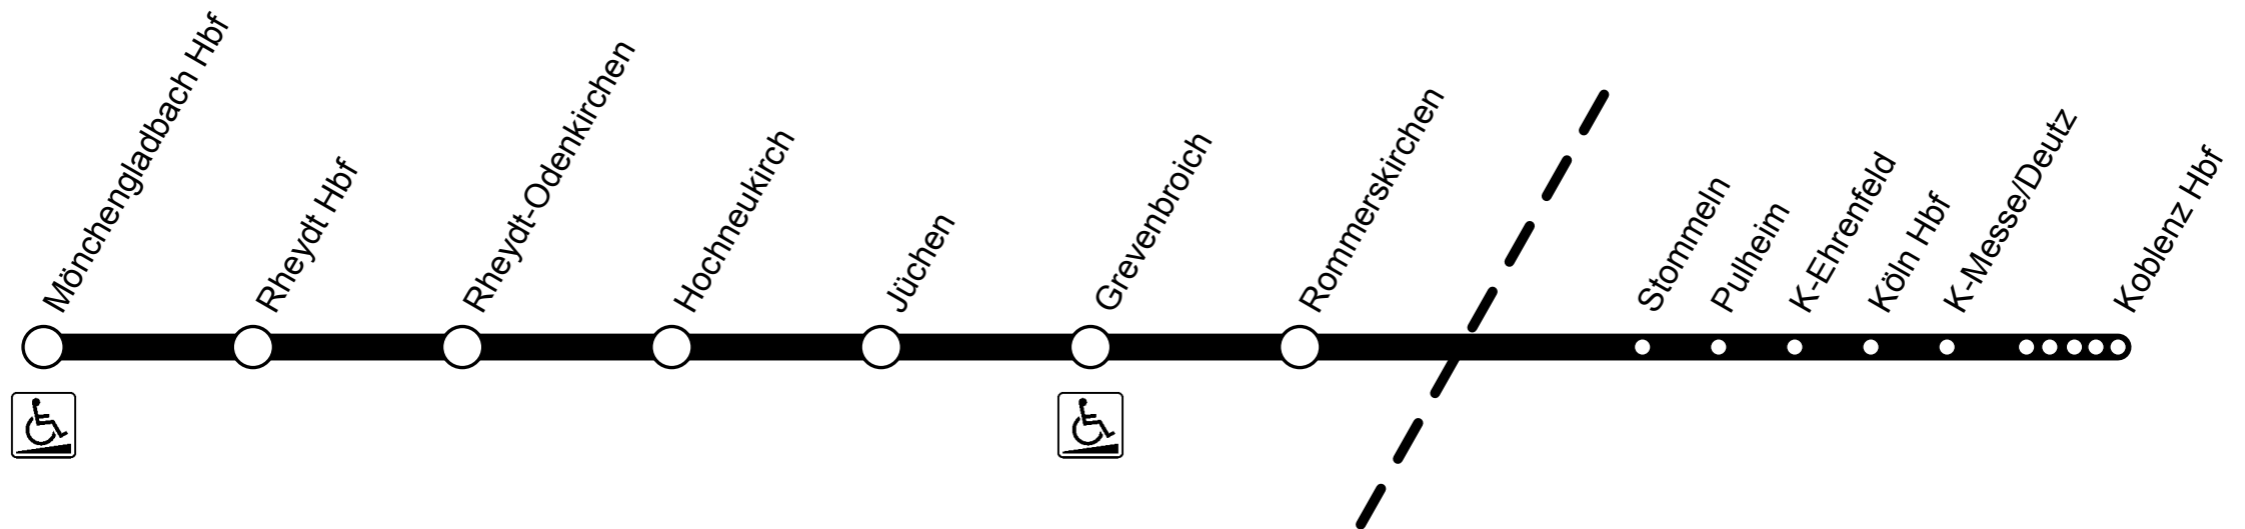 Mönchengladbach Hbf
Rheydt Hbf
Rheydt-Odenkirchen
Hochneukirch
Jüchen
Grevenbroich
Rommerskirchen
Stommeln
Pulheim
K-Ehrenfeld
Köln Hbf
K-Messe/Deutz
Koblenz Hbf